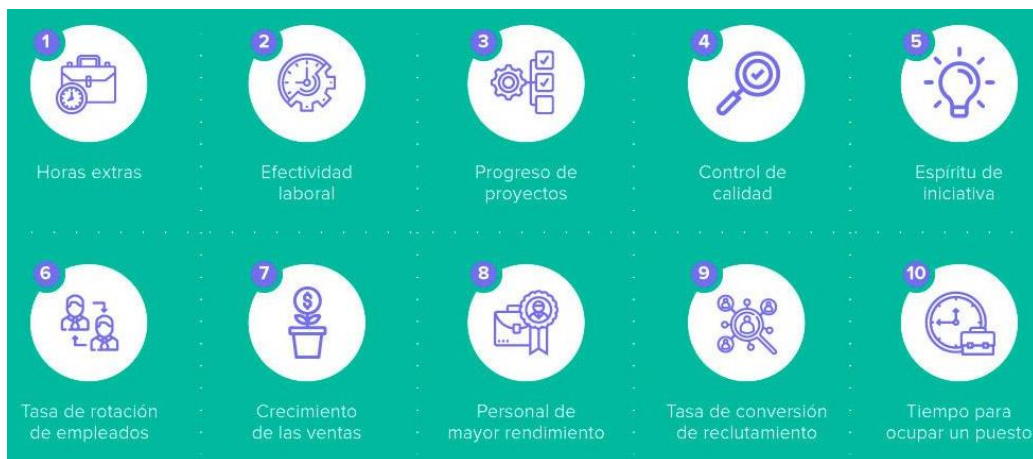 1
Horas extras
2
Efectividad
laboral
3
Progreso de
proyectos
4
Control de
calidad
5
Espíritu de
iniciativa
6
Tasa de rotación
de empleados
7
$
Crecimiento
de las ventas
8
Personal de
mayor rendimiento
9
Tasa de conversión
de reclutamiento
10
Tiempo para
ocupar un puesto